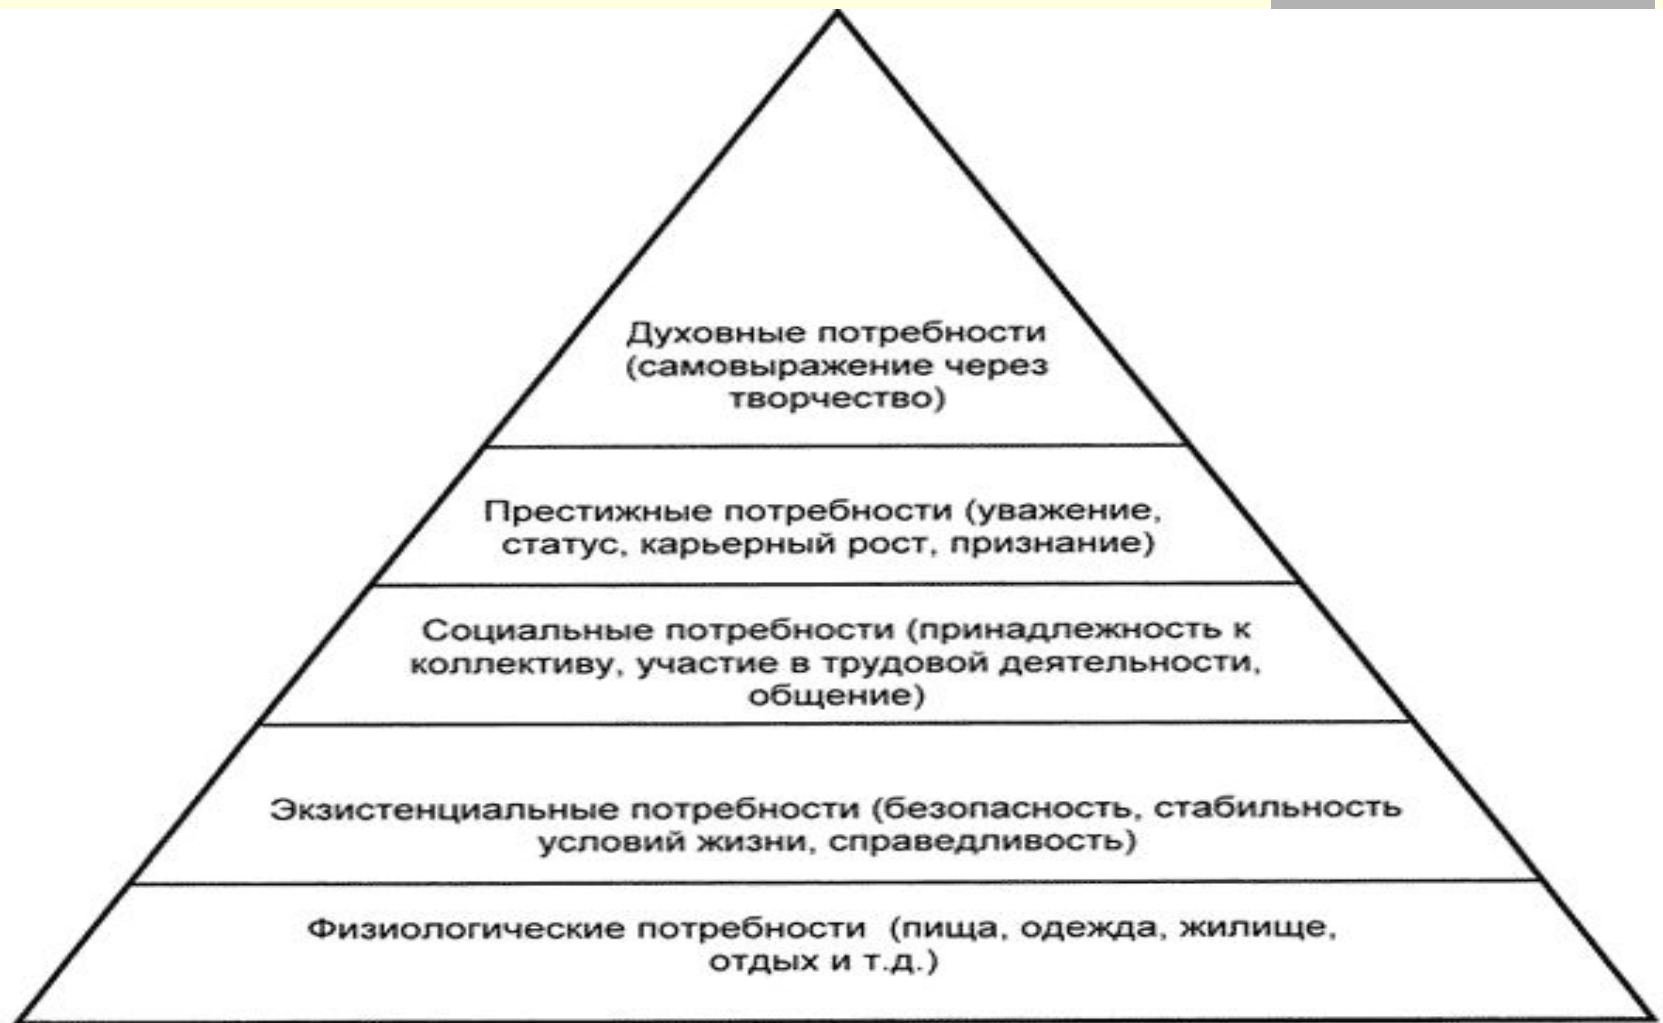 Духовные потребности
(самовыражение через
творчество)
Престижные потребности (уважение,
статус, карьерный рост, признание)
Социальные потребности (принадлежность к
коллективу, участие в трудовой деятельности,
общение)
Экзистенциальные потребности (безопасность, стабильность
условий жизни, справедливость)
Физиологические потребности (пища, одежда, жилище,
отдых и т.д.)